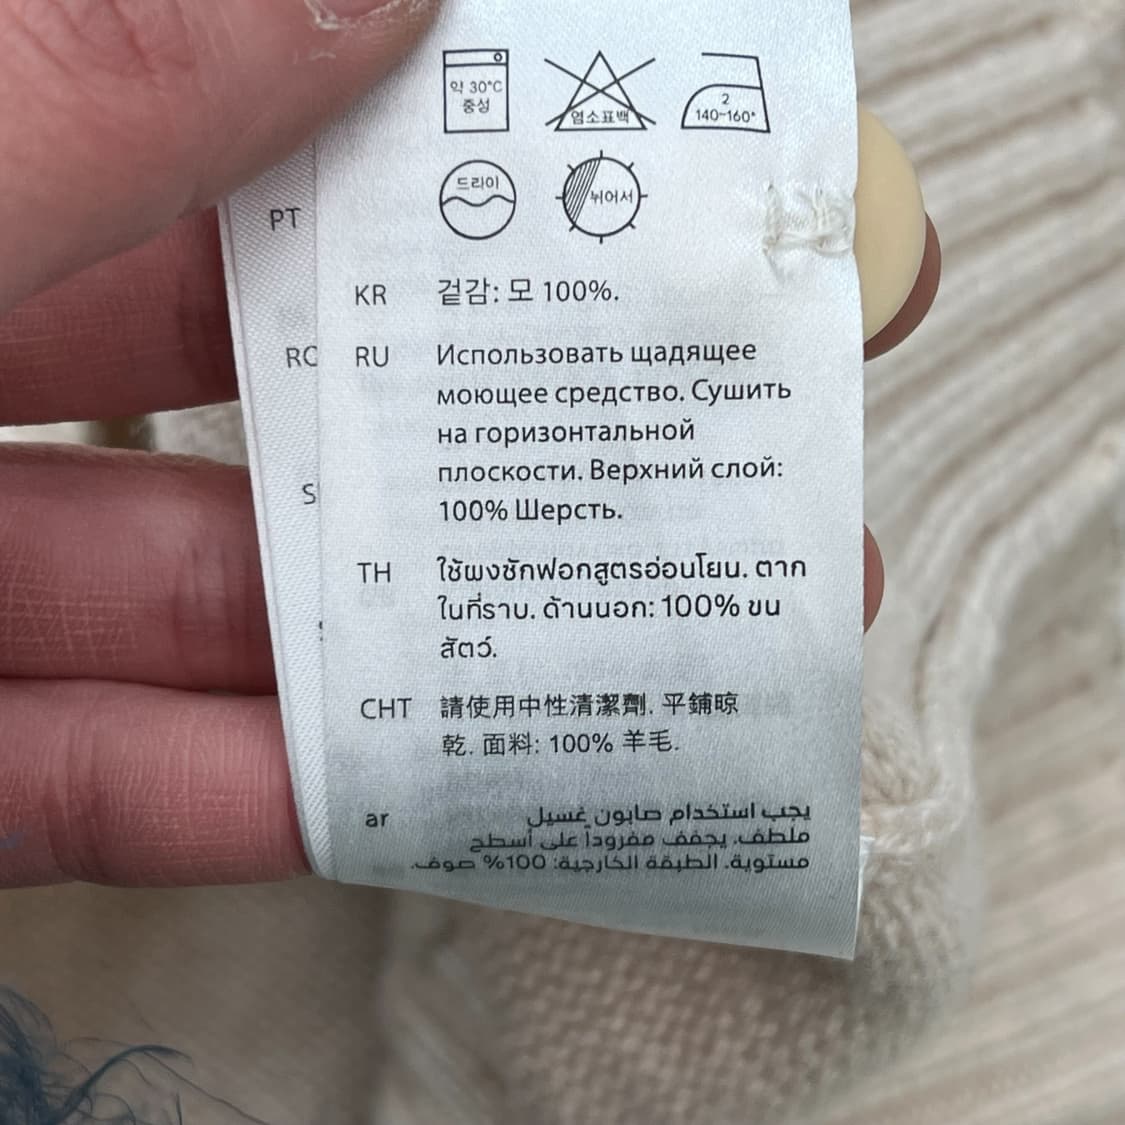 약 30°C
중성
염소표백
2
140~160°
드라이
뉘어서
PT
KR 겉감: 모 100%.
RO
RU Использовать щадящее
моющее средство. Сушить
на горизонтальной
плоскости. Верхний слой:
100% Шерсть.
TH ใช้ผงซักฟอกสูตรอ่อนโยน. ตาก
ในที่ราบ. ด้านนอก: 100% ขน
สัตว์.
CHT 請使用中性清潔劑. 平鋪晾
乾. 面料: 100% 羊毛.
ar يجب استخدام صابون غسيل
ملطف. يجفف مفروداً على أسطح
مستوية. الطبقة الخارجية: 100% صوف.